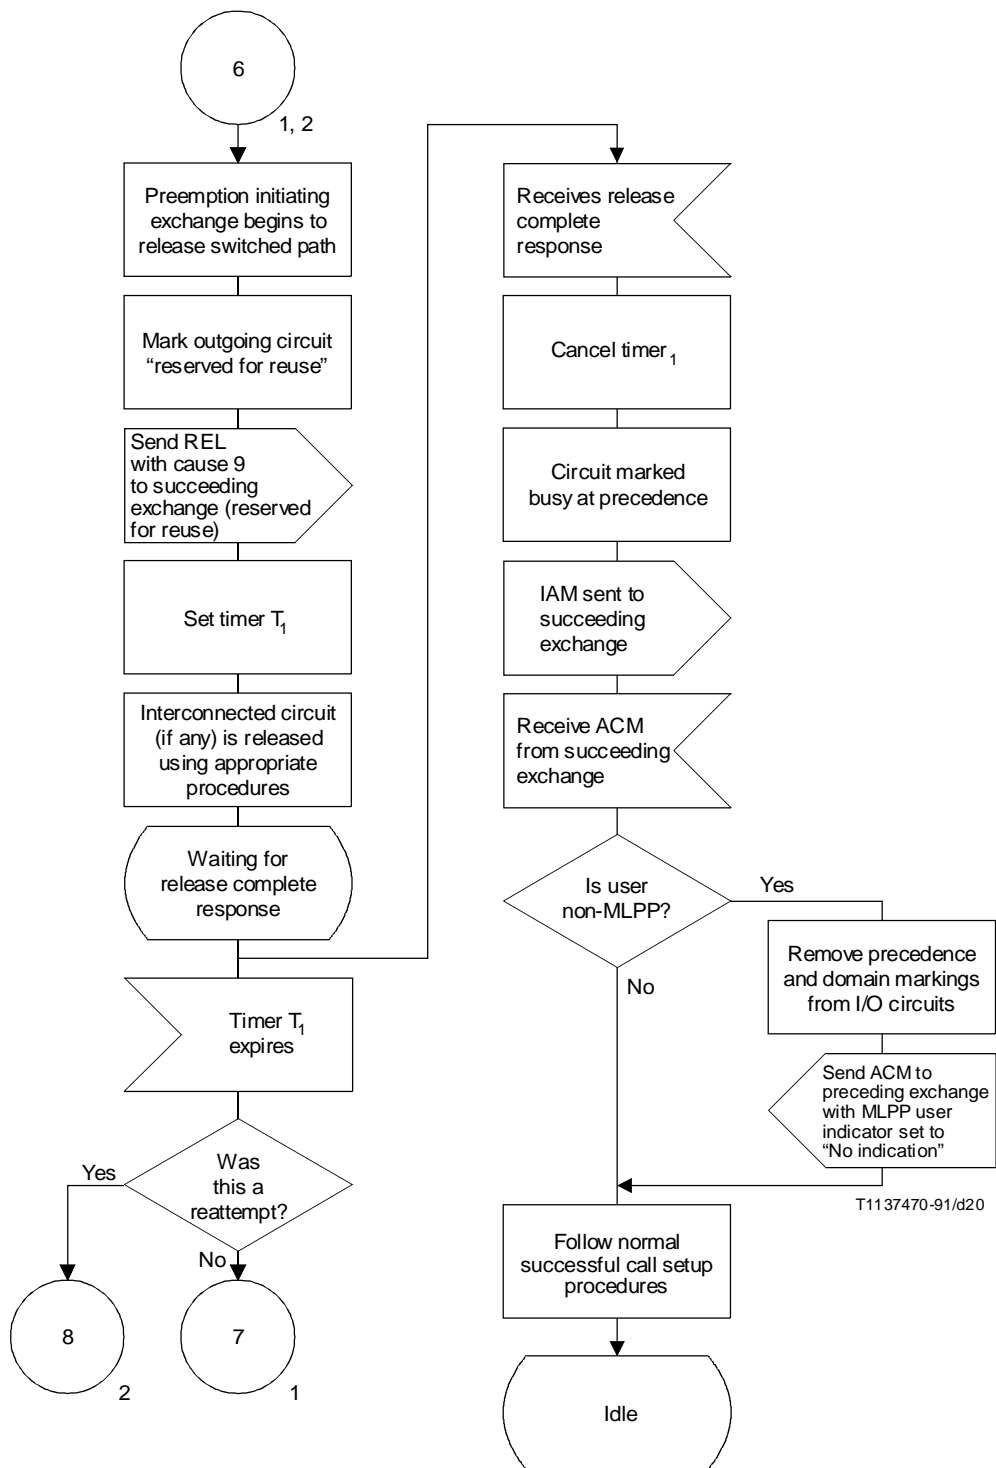 6
1, 2
Preemption initiating
exchange begins to
release switched path
Mark outgoing circuit
“reserved for reuse”
Send REL
with cause 9
to succeeding
exchange (reserved
for reuse)
Set timer T1
Interconnected circuit
(if any) is released
using appropriate
procedures
Waiting for
release complete
response
Timer T1
expires
Was
this a
reattempt?
Yes
No
8
2
7
1
Receives release
complete
response
Cancel timer1
Circuit marked
busy at precedence
IAM sent to
succeeding
exchange
Receive ACM
from succeeding
exchange
Is user
non-MLPP?
Yes
No
Remove precedence
and domain markings
from I/O circuits
Send ACM to
preceding exchange
with MLPP user
indicator set to
“No indication”
T1137470-91/d20
Follow normal
successful call setup
procedures
Idle